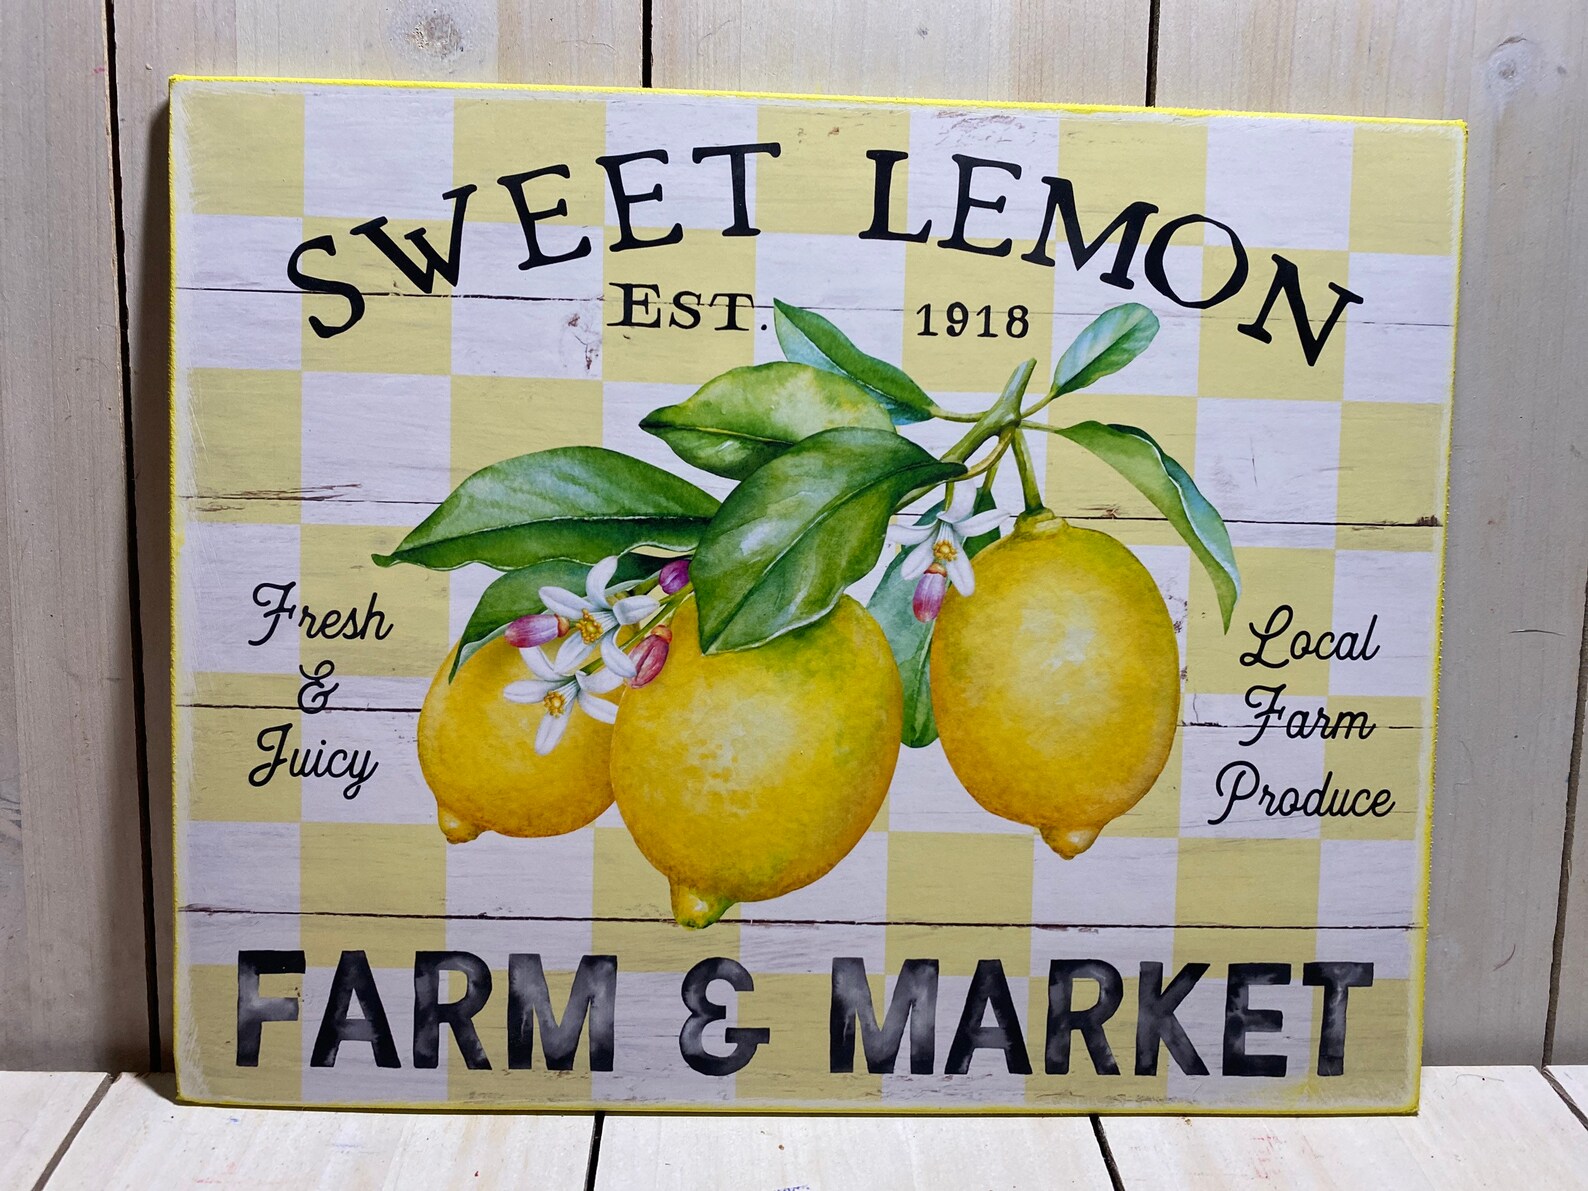 SWEET LEMON
EST. 1918
Fresh
&
Juicy
Local
Farm
Produce
FARM & MARKET